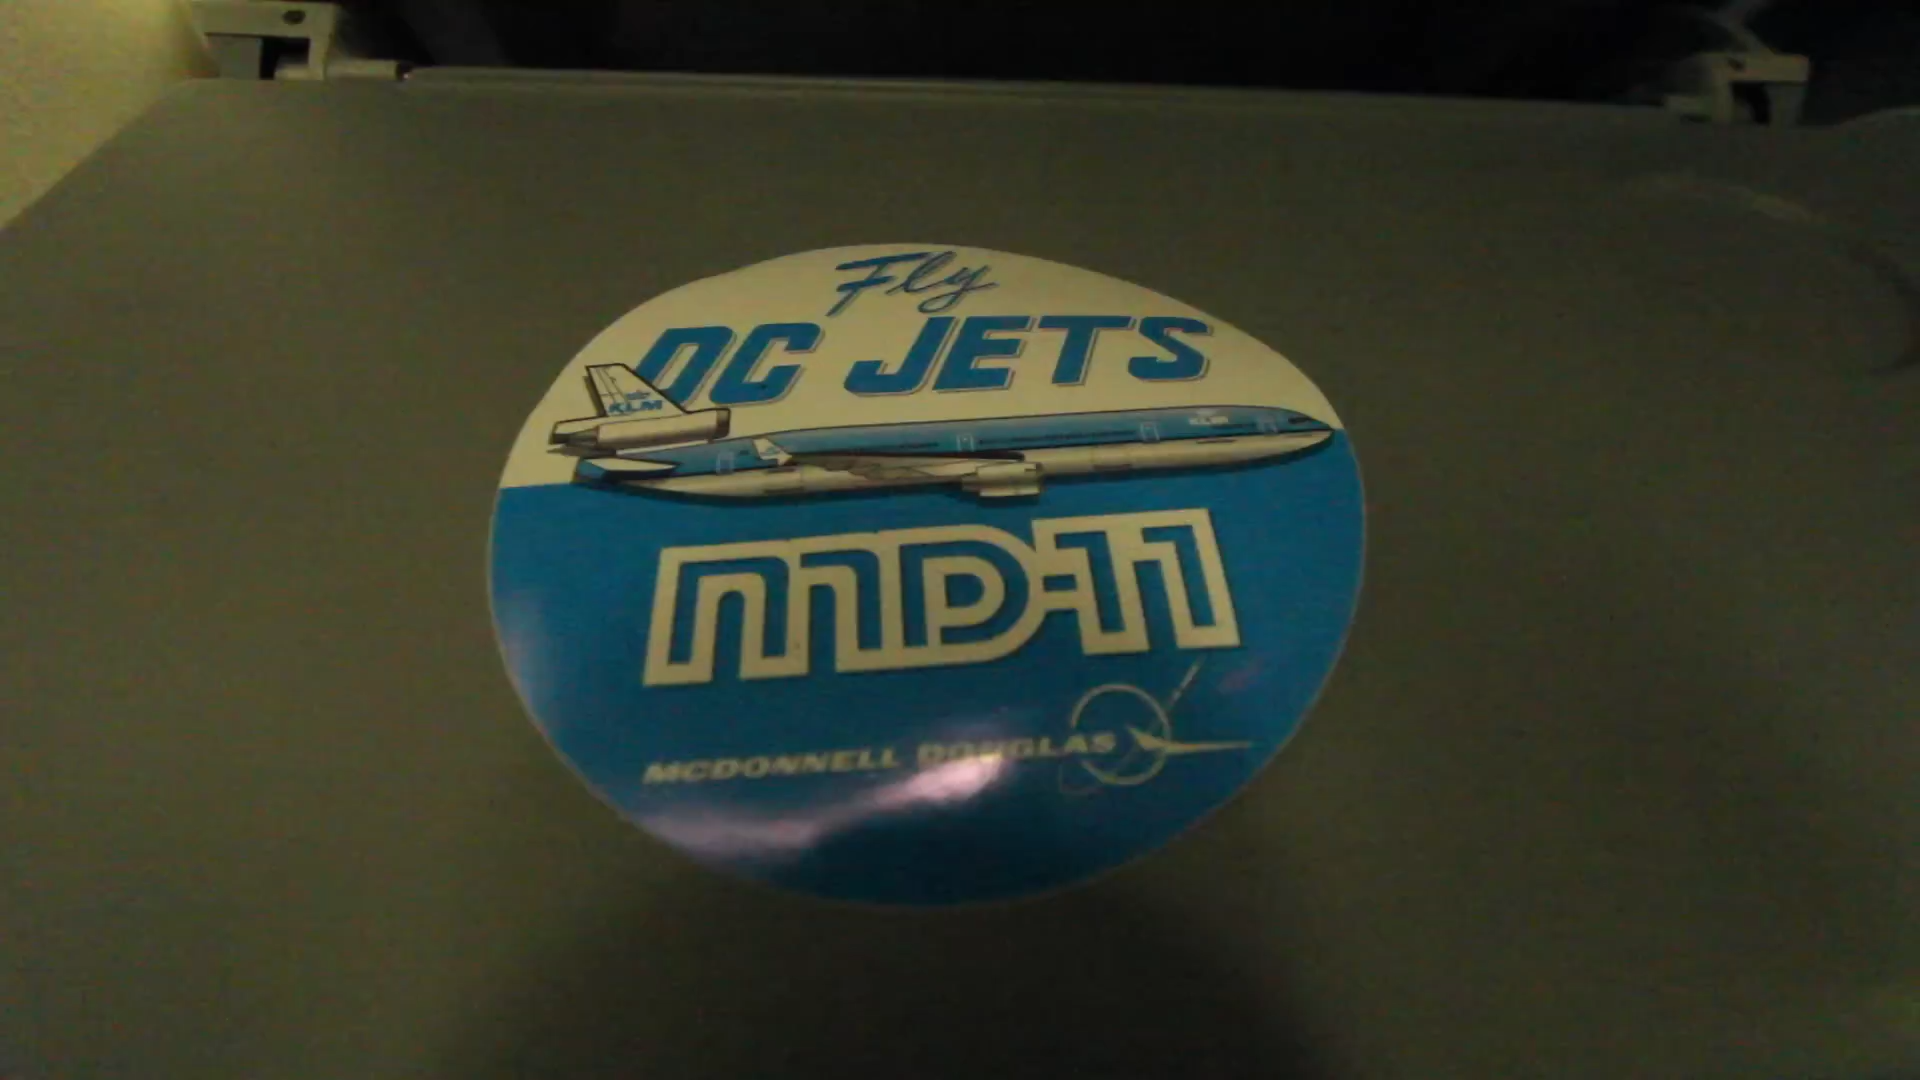 Fly
DC JETS
KLM
KLM
MD-11
MCDONNELL DOUGLAS